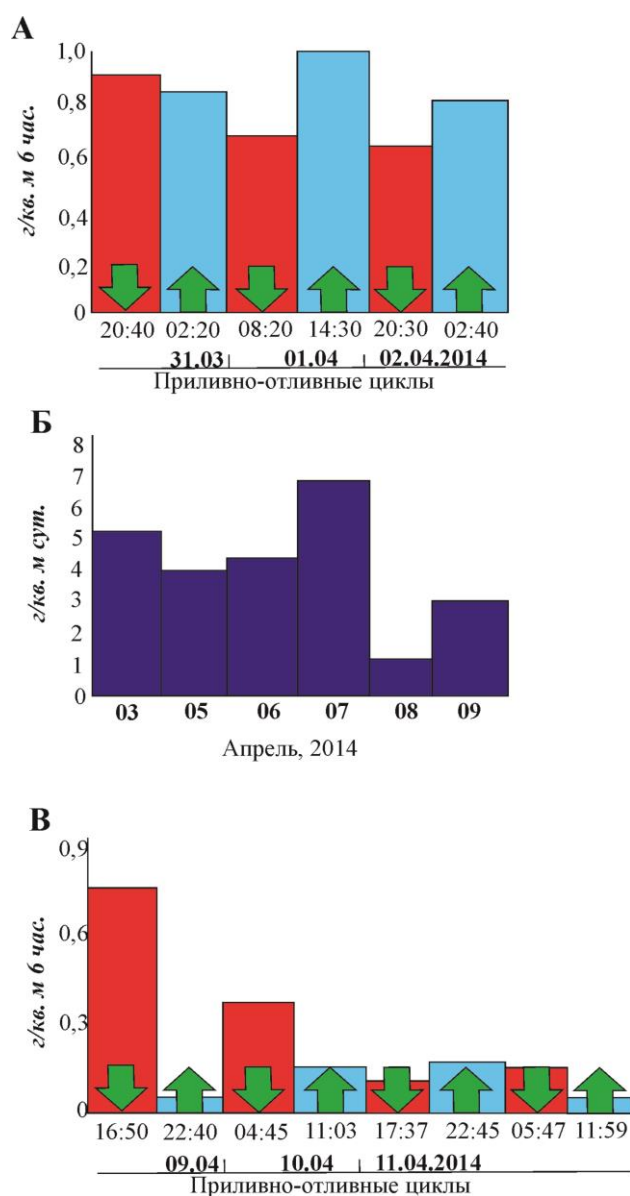 А
г/кв. м 6 час.
1,0
0,8
0,6
0,4
0,2
0
20:40 02:20 08:20 14:30 20:30 02:40
31.03 01.04 02.04.2014
Приливно-отливные циклы
Б
г/кв. м сут.
8
7
6
5
4
3
2
1
0
03 05 06 07 08 09
Апрель, 2014
В
г/кв. м 6 час.
0,9
0,6
0,3
0
16:50 22:40 04:45 11:03 17:37 22:45 05:47 11:59
09.04 10.04 11.04.2014
Приливно-отливные циклы